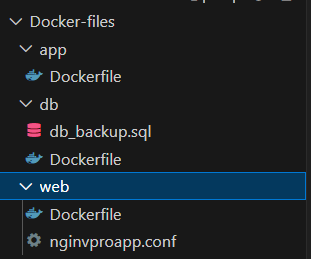 Docker-files
app
Dockerfile
db
db_backup.sql
Dockerfile
web
Dockerfile
nginvproapp.conf